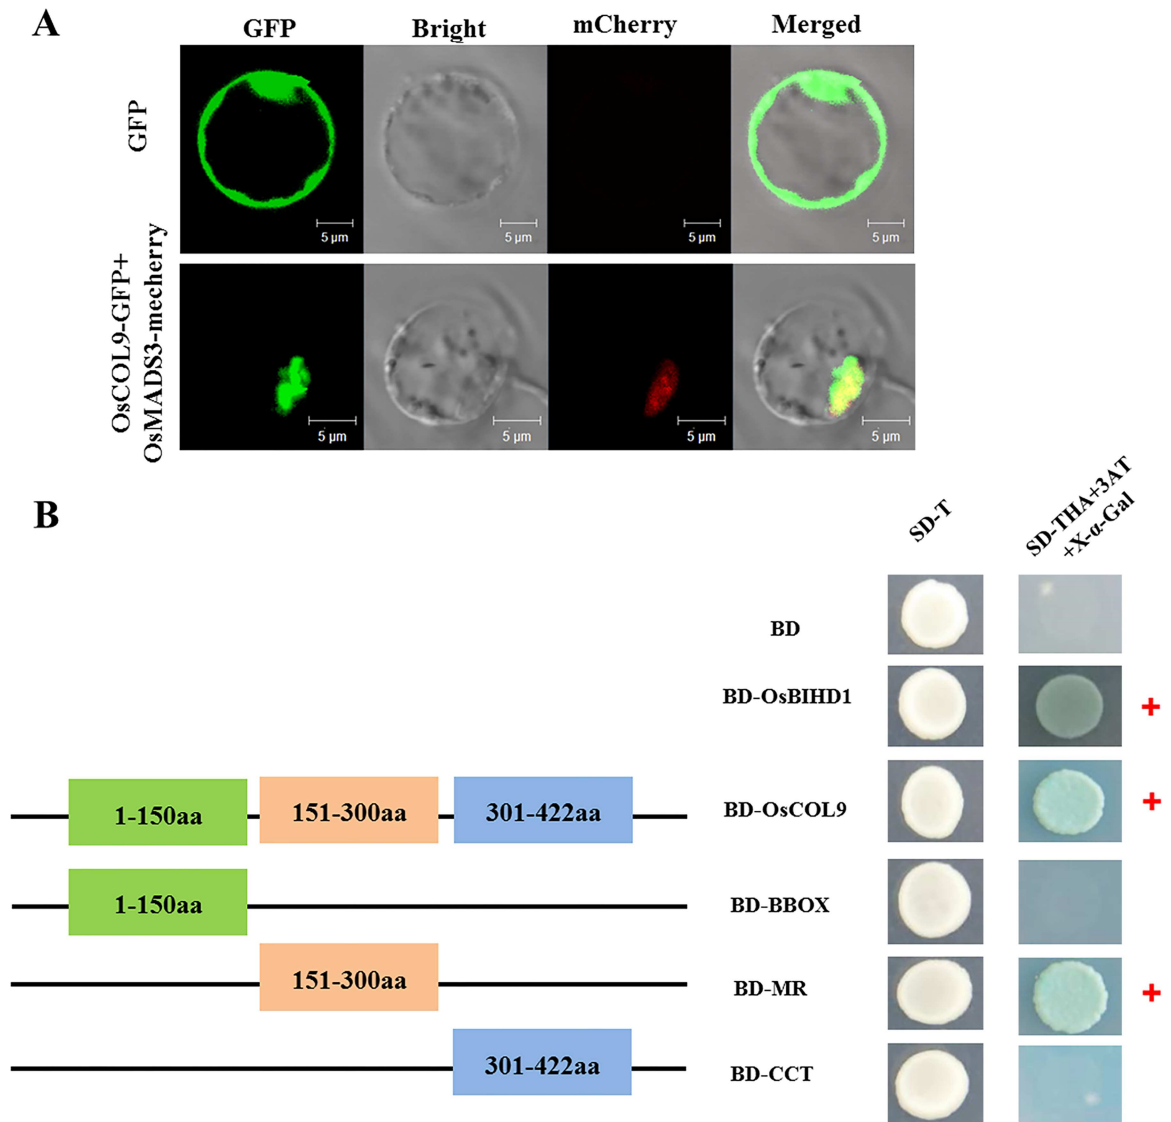 A
GFP
Bright
mCherry
Merged
GFP
5 µm
5 µm
5 µm
5 µm
OsCOL9-GFP+
OsMADS3-mecherry
5 µm
5 µm
5 µm
5 µm
B
SD-T
SD-THA+3AT
+X-α-Gal
BD
BD-OsBIHD1
+
1-150aa
151-300aa
301-422aa
BD-OsCOL9
+
1-150aa
BD-BBOX
151-300aa
BD-MR
+
301-422aa
BD-CCT